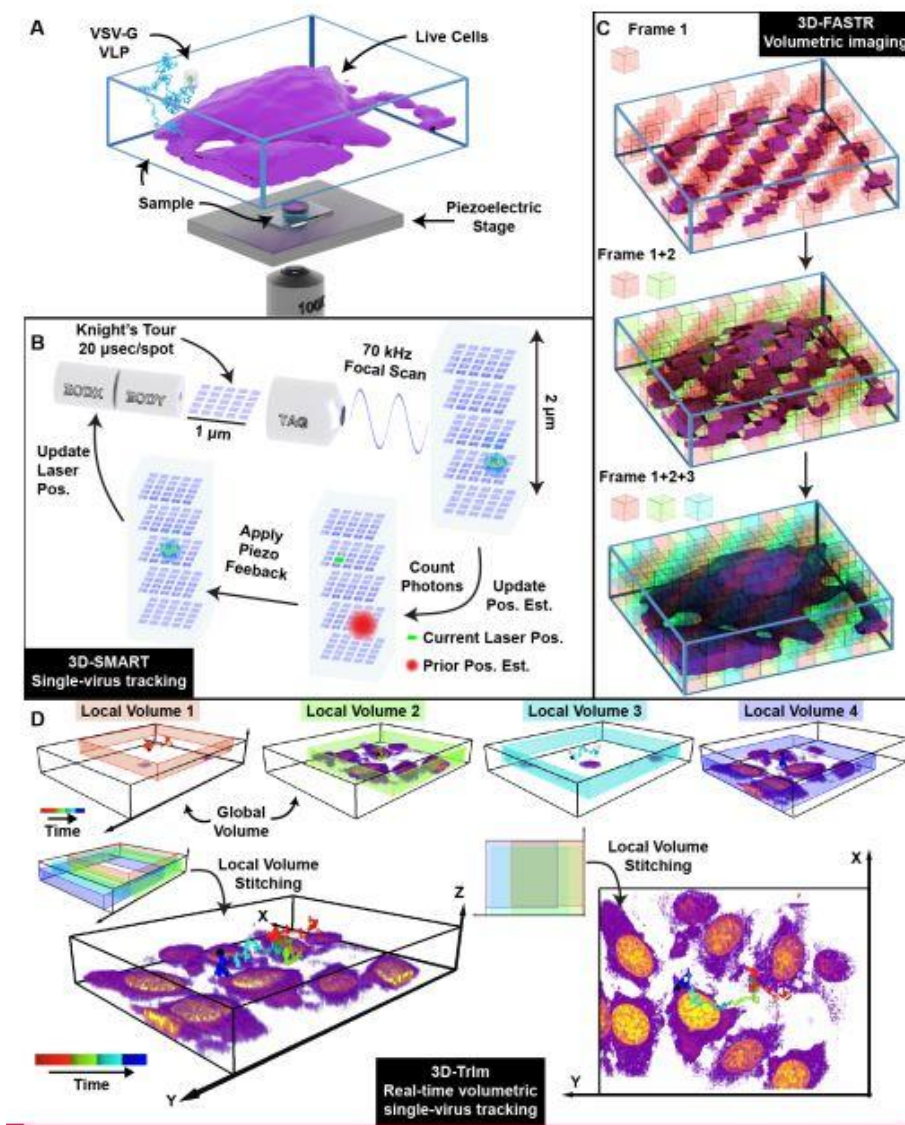 A
VSV-G
VLP
Live Cells
Sample
Piezoelectric
Stage
100X
B
Knight's Tour
20 µsec/spot
70 kHz
Focal Scan
TAG
1 µm
2 µm
Update
Laser
Pos.
Apply
Piezo
Feeback
Count
Photons
Update
Pos. Est.
Current Laser Pos.
Prior Pos. Est.
3D-SMART
Single-virus tracking
C
3D-FASTR
Volumetric imaging
Frame 1
Frame 1+2
Frame 1+2+3
D
Local Volume 1
Local Volume 2
Local Volume 3
Local Volume 4
Time
Global
Volume
Local Volume
Stitching
Z
X
Y
Time
Local Volume
Stitching
X
Y
3D-TrIm
Real-time volumetric
single-virus tracking